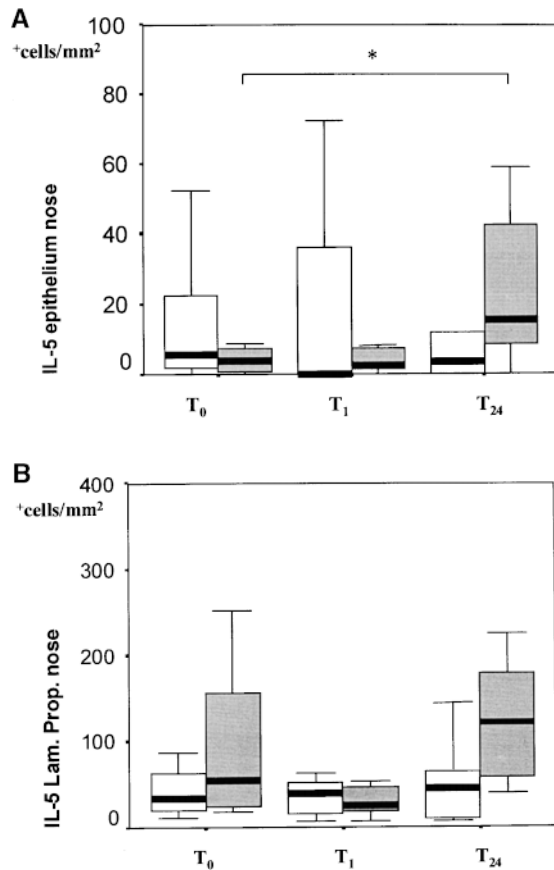 A
100
+cells/mm²
*
80
60
40
20
0
IL-5 epithelium nose
T₀ T₁ T₂₄
B
400
+cells/mm²
300
200
100
0
IL-5 Lam. Prop. nose
T₀ T₁ T₂₄